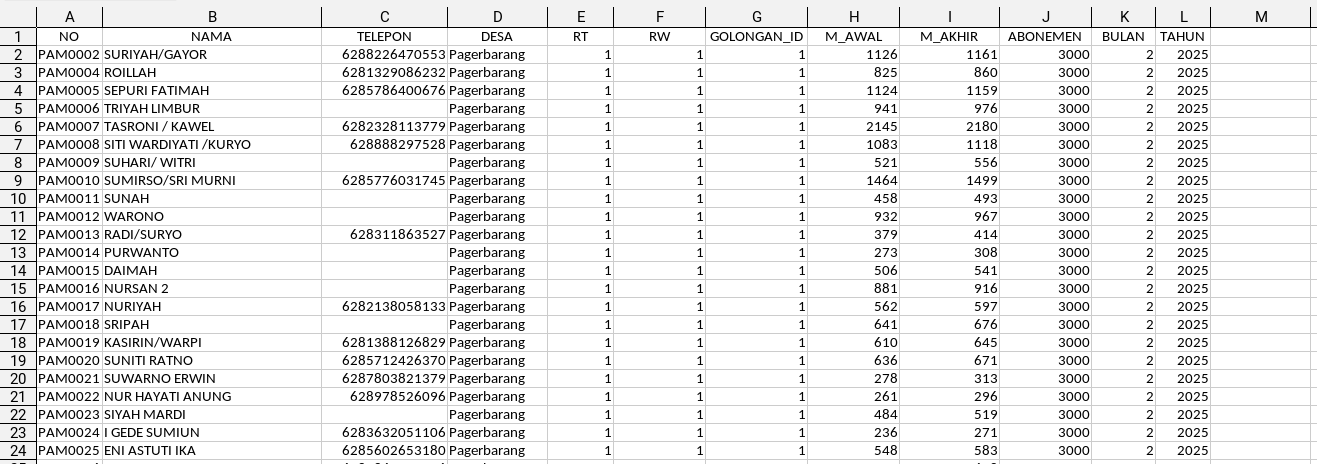 A B C D E F G H I J K L M
1 NO NAMA TELEPON DESA RT RW GOLONGAN_ID M_AWAL M_AKHIR ABONEMEN BULAN TAHUN
2 PAM0002 SURIYAH/GAYOR 6288226470553 Pagerbarang 1 1 1 1126 1161 3000 2 2025
3 PAM0004 ROILLAH 6281329086232 Pagerbarang 1 1 1 825 860 3000 2 2025
4 PAM0005 SEPURI FATIMAH 6285786400676 Pagerbarang 1 1 1 1124 1159 3000 2 2025
5 PAM0006 TRIYAH LIMBUR Pagerbarang 1 1 1 941 976 3000 2 2025
6 PAM0007 TASRONI / KAWEL 6282328113779 Pagerbarang 1 1 1 2145 2180 3000 2 2025
7 PAM0008 SITI WARDIYATI /KURYO 628888297528 Pagerbarang 1 1 1 1083 1118 3000 2 2025
8 PAM0009 SUHARI/ WITRI Pagerbarang 1 1 1 521 556 3000 2 2025
9 PAM0010 SUMIRSO/SRI MURNI 6285776031745 Pagerbarang 1 1 1 1464 1499 3000 2 2025
10 PAM0011 SUNAH Pagerbarang 1 1 1 458 493 3000 2 2025
11 PAM0012 WARONO Pagerbarang 1 1 1 932 967 3000 2 2025
12 PAM0013 RADI/SURYO 628311863527 Pagerbarang 1 1 1 379 414 3000 2 2025
13 PAM0014 PURWANTO Pagerbarang 1 1 1 273 308 3000 2 2025
14 PAM0015 DAIMAH Pagerbarang 1 1 1 506 541 3000 2 2025
15 PAM0016 NURSAN 2 Pagerbarang 1 1 1 881 916 3000 2 2025
16 PAM0017 NURIYAH 6282138058133 Pagerbarang 1 1 1 562 597 3000 2 2025
17 PAM0018 SRIPAH Pagerbarang 1 1 1 641 676 3000 2 2025
18 PAM0019 KASIRIN/WARPI 6281388126829 Pagerbarang 1 1 1 610 645 3000 2 2025
19 PAM0020 SUNITI RATNO 6285712426370 Pagerbarang 1 1 1 636 671 3000 2 2025
20 PAM0021 SUWARNO ERWIN 6287803821379 Pagerbarang 1 1 1 278 313 3000 2 2025
21 PAM0022 NUR HAYATI ANUNG 628978526096 Pagerbarang 1 1 1 261 296 3000 2 2025
22 PAM0023 SIYAH MARDI Pagerbarang 1 1 1 484 519 3000 2 2025
23 PAM0024 I GEDE SUMIUN 6283632051106 Pagerbarang 1 1 1 236 271 3000 2 2025
24 PAM0025 ENI ASTUTI IKA 6285602653180 Pagerbarang 1 1 1 548 583 3000 2 2025